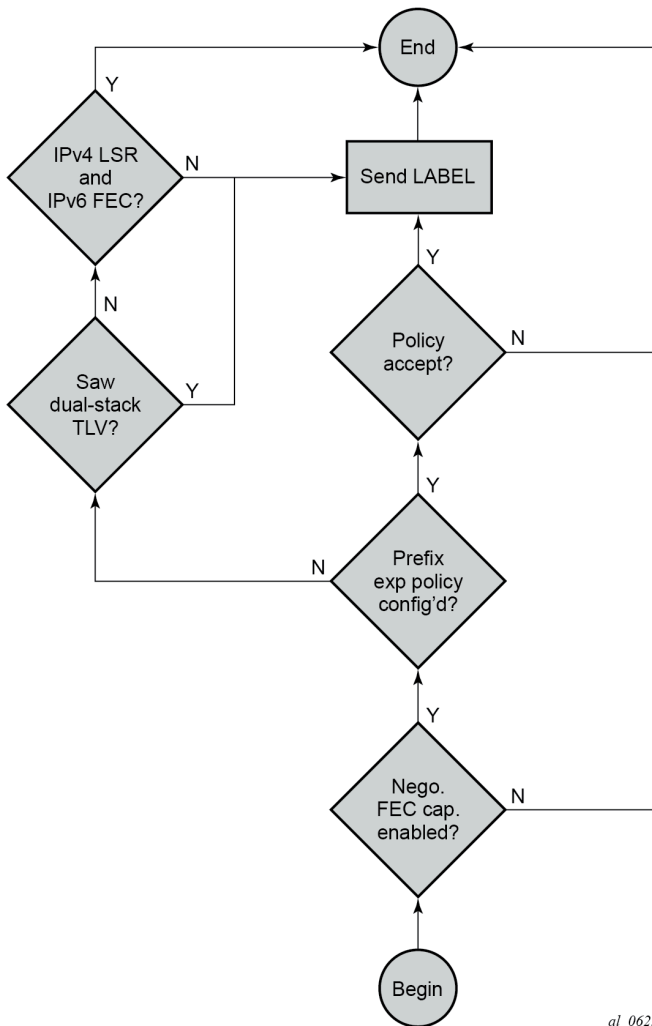 End
Y
IPv4 LSR
and
IPv6 FEC?
N
Send LABEL
Y
N
Policy
accept?
N
Saw
dual-stack
TLV?
Y
Y
N
Prefix
exp policy
config'd?
Y
Nego.
FEC cap.
enabled?
N
Begin